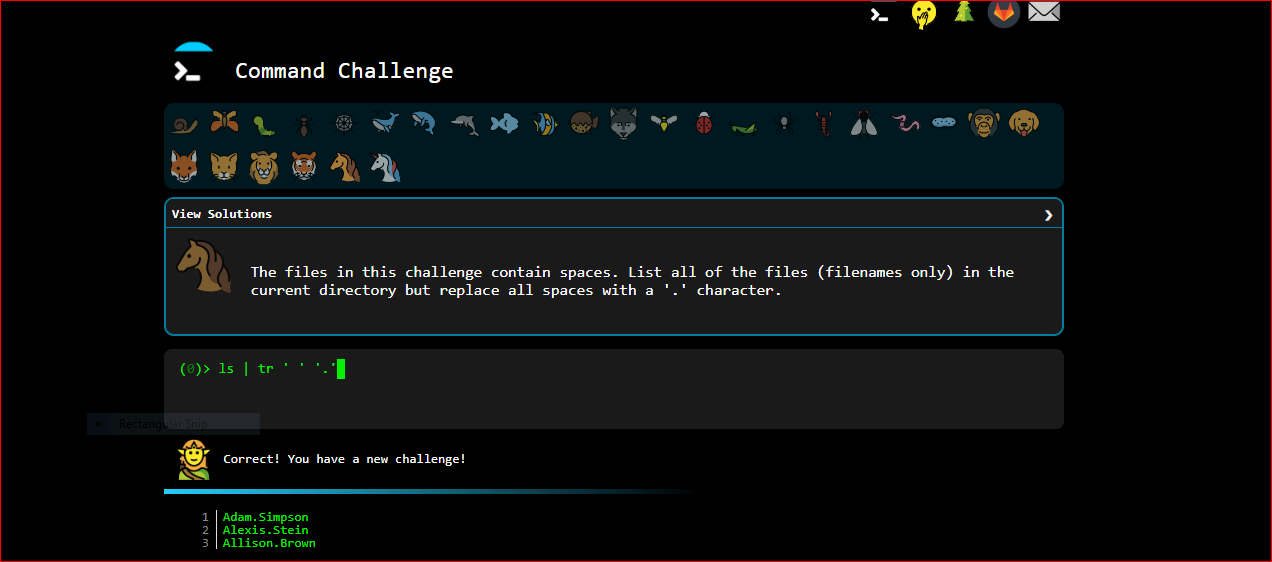 Command Challenge
View Solutions
The files in this challenge contain spaces. List all of the files (filenames only) in the
current directory but replace all spaces with a '.' character.
(0)> ls | tr ' ' '.'
Rectangular Snip
Correct! You have a new challenge!
1 Adam.Simpson
2 Alexis.Stein
3 Allison.Brown